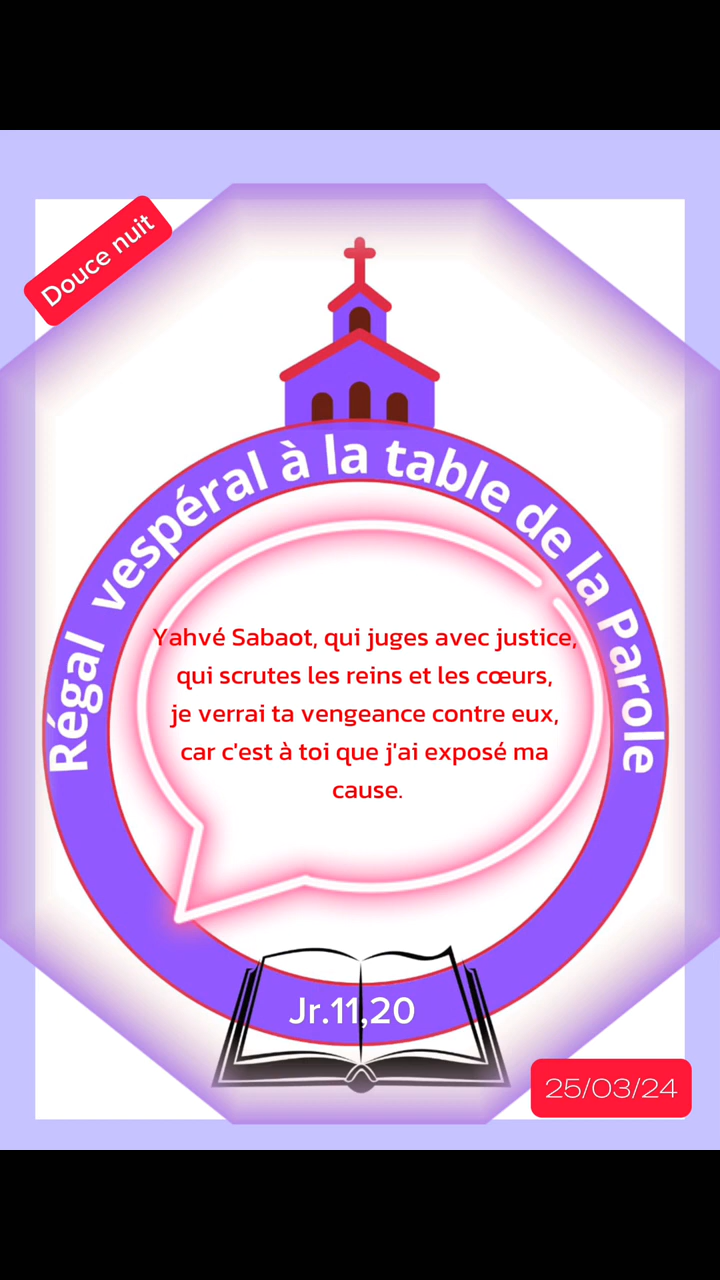 Douce nuit
Régal vespéral à la table de la Parole
Yahvé Sabaot, qui juges avec justice,
qui scrutes les reins et les cœurs,
je verrai ta vengeance contre eux,
car c'est à toi que j'ai exposé ma
cause.
Jr.11,20
25/03/24